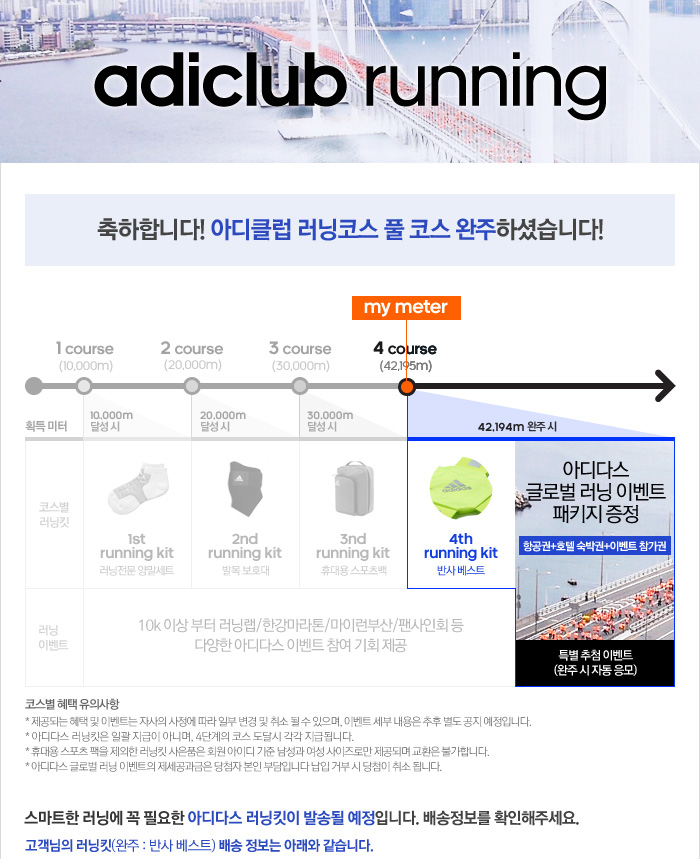 adiclub running
축하합니다! 아디클럽 러닝코스 풀 코스 완주하셨습니다!
my meter
1 course
(10,000m)
2 course
(20,000m)
3 course
(30,000m)
4 course
(42,195m)
획득 미터
10.000m
달성 시
20.000m
달성 시
30.000m
달성 시
42,194m 완주 시
코스별
러닝킷
1st
running kit
러닝전문 양말세트
2nd
running kit
발목 보호대
3nd
running kit
휴대용 스포츠백
4th
running kit
반사 베스트
아디다스
글로벌 러닝 이벤트
패키지 증정
항공권+호텔 숙박권+이벤트 참가권
특별 추첨 이벤트
(완주 시 자동 응모)
러닝
이벤트
10k 이상 부터 러닝랩/한강마라톤/마이런부산/팬사인회 등
다양한 아디다스 이벤트 참여 기회 제공
코스별 혜택 유의사항
* 제공되는 혜택 및 이벤트는 자사의 사정에 따라 일부 변경 및 취소 될 수 있으며, 이벤트 세부 내용은 추후 별도 공지 예정입니다.
* 아디다스 러닝킷은 일괄 지급이 아니며, 4단계의 코스 도달시 각각 지급됩니다.
* 휴대용 스포츠 팩을 제외한 러닝킷 사은품은 회원 아이디 기준 남성과 여성 사이즈로만 제공되며 교환은 불가합니다.
* 아디다스 글로벌 러닝 이벤트의 제세공과금은 당첨자 본인 부담입니다 납입 거부 시 당첨이 취소 됩니다.
스마트한 러닝에 꼭 필요한 아디다스 러닝킷이 발송될 예정입니다. 배송정보를 확인해주세요.
고객님의 러닝킷(완주 : 반사 베스트) 배송 정보는 아래와 같습니다.